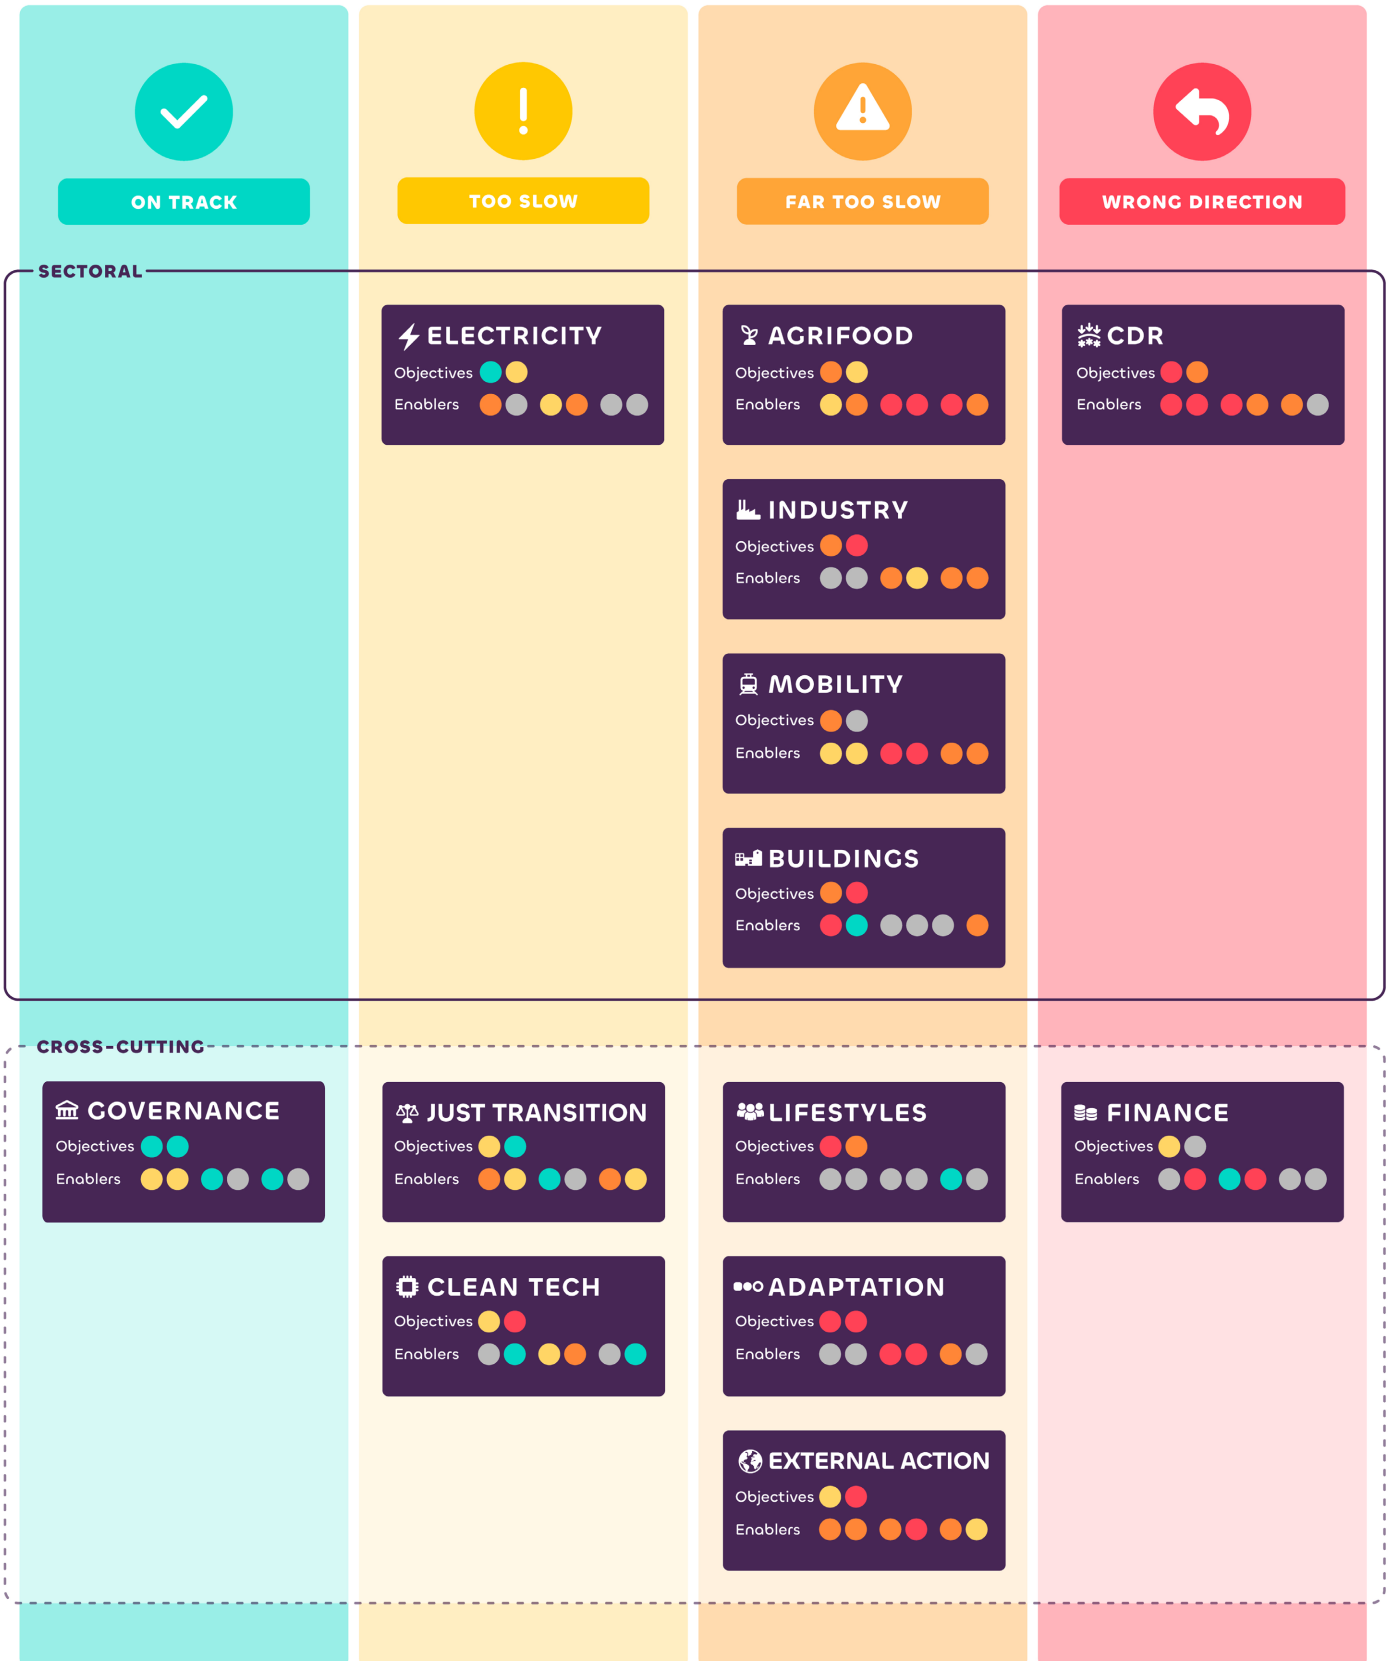 ON TRACK
TOO SLOW
FAR TOO SLOW
WRONG DIRECTION
SECTORAL
ELECTRICITY
Objectives
Enablers
AGRIFOOD
Objectives
Enablers
CDR
Objectives
Enablers
INDUSTRY
Objectives
Enablers
MOBILITY
Objectives
Enablers
BUILDINGS
Objectives
Enablers
CROSS-CUTTING
GOVERNANCE
Objectives
Enablers
JUST TRANSITION
Objectives
Enablers
LIFESTYLES
Objectives
Enablers
FINANCE
Objectives
Enablers
CLEAN TECH
Objectives
Enablers
ADAPTATION
Objectives
Enablers
EXTERNAL ACTION
Objectives
Enablers